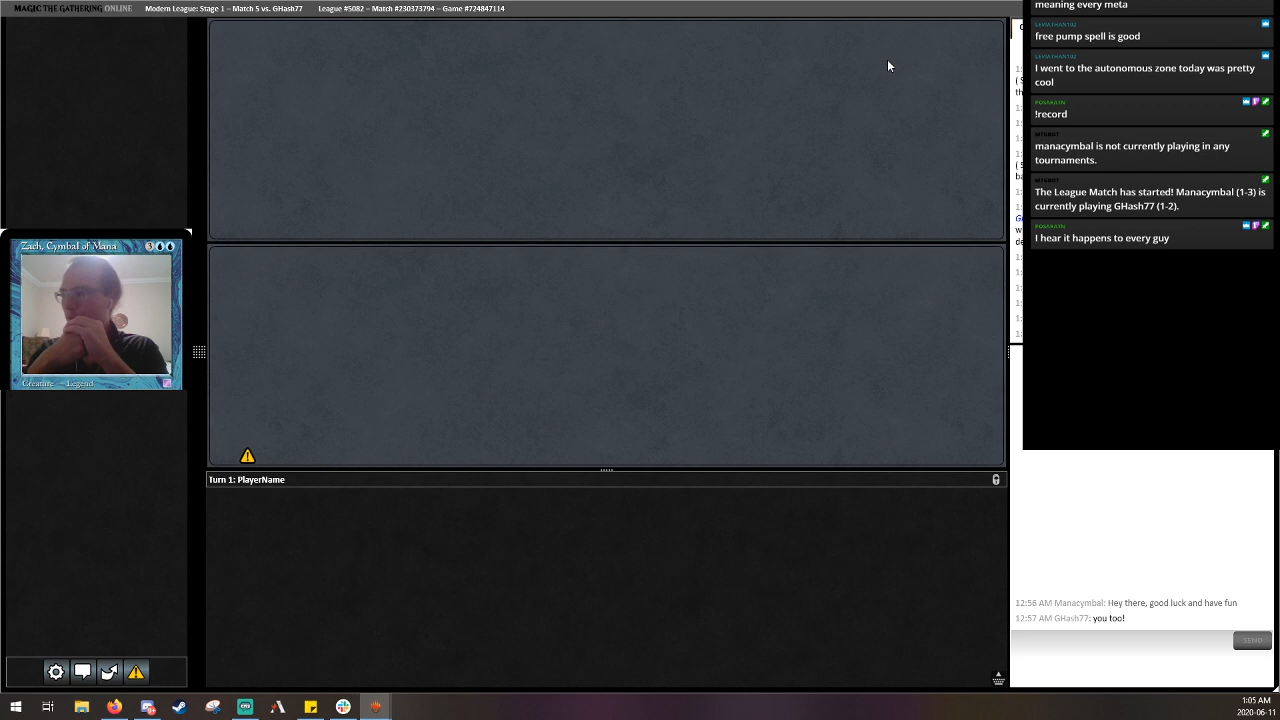 MAGIC THE GATHERING ONLINE
Modern League: Stage 1 – Match 5 vs. GHash77
League #5082 – Match #230373794 – Game #724847114
meaning every meta
LEVIATHAN102
free pump spell is good
LEVIATHAN102
I went to the autonomous zone today was pretty
cool
!record
manacymbal is not currently playing in any
tournaments.
The League Match has started! Manacymbal (1-3) is
currently playing GHash77 (1-2).
I hear it happens to every guy
Zach, Cymbal of Mana
3
Creature — Legend
Turn 1: PlayerName
12:56 AM Manacymbal: Hey there, good luck and have fun
12:57 AM GHash77: you too!
SEND
1:05 AM
2020-06-11